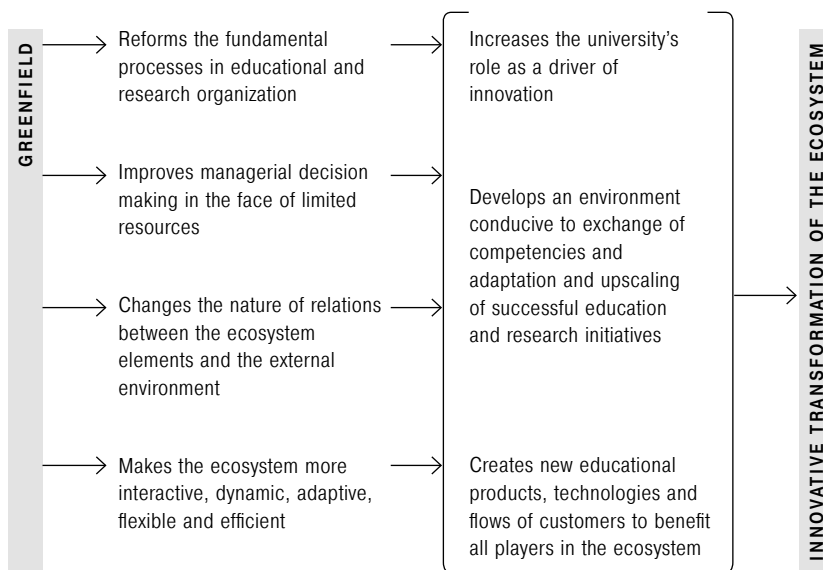 GREENFIELD
Reforms the fundamental
processes in educational and
research organization
Improves managerial decision
making in the face of limited
resources
Changes the nature of relations
between the ecosystem
elements and the external
environment
Makes the ecosystem more
interactive, dynamic, adaptive,
flexible and efficient
Increases the university’s
role as a driver of
innovation
Develops an environment
conducive to exchange of
competencies and
adaptation and upscaling
of successful education
and research initiatives
Creates new educational
products, technologies and
flows of customers to benefit
all players in the ecosystem
INNOVATIVE TRANSFORMATION OF THE ECOSYSTEM